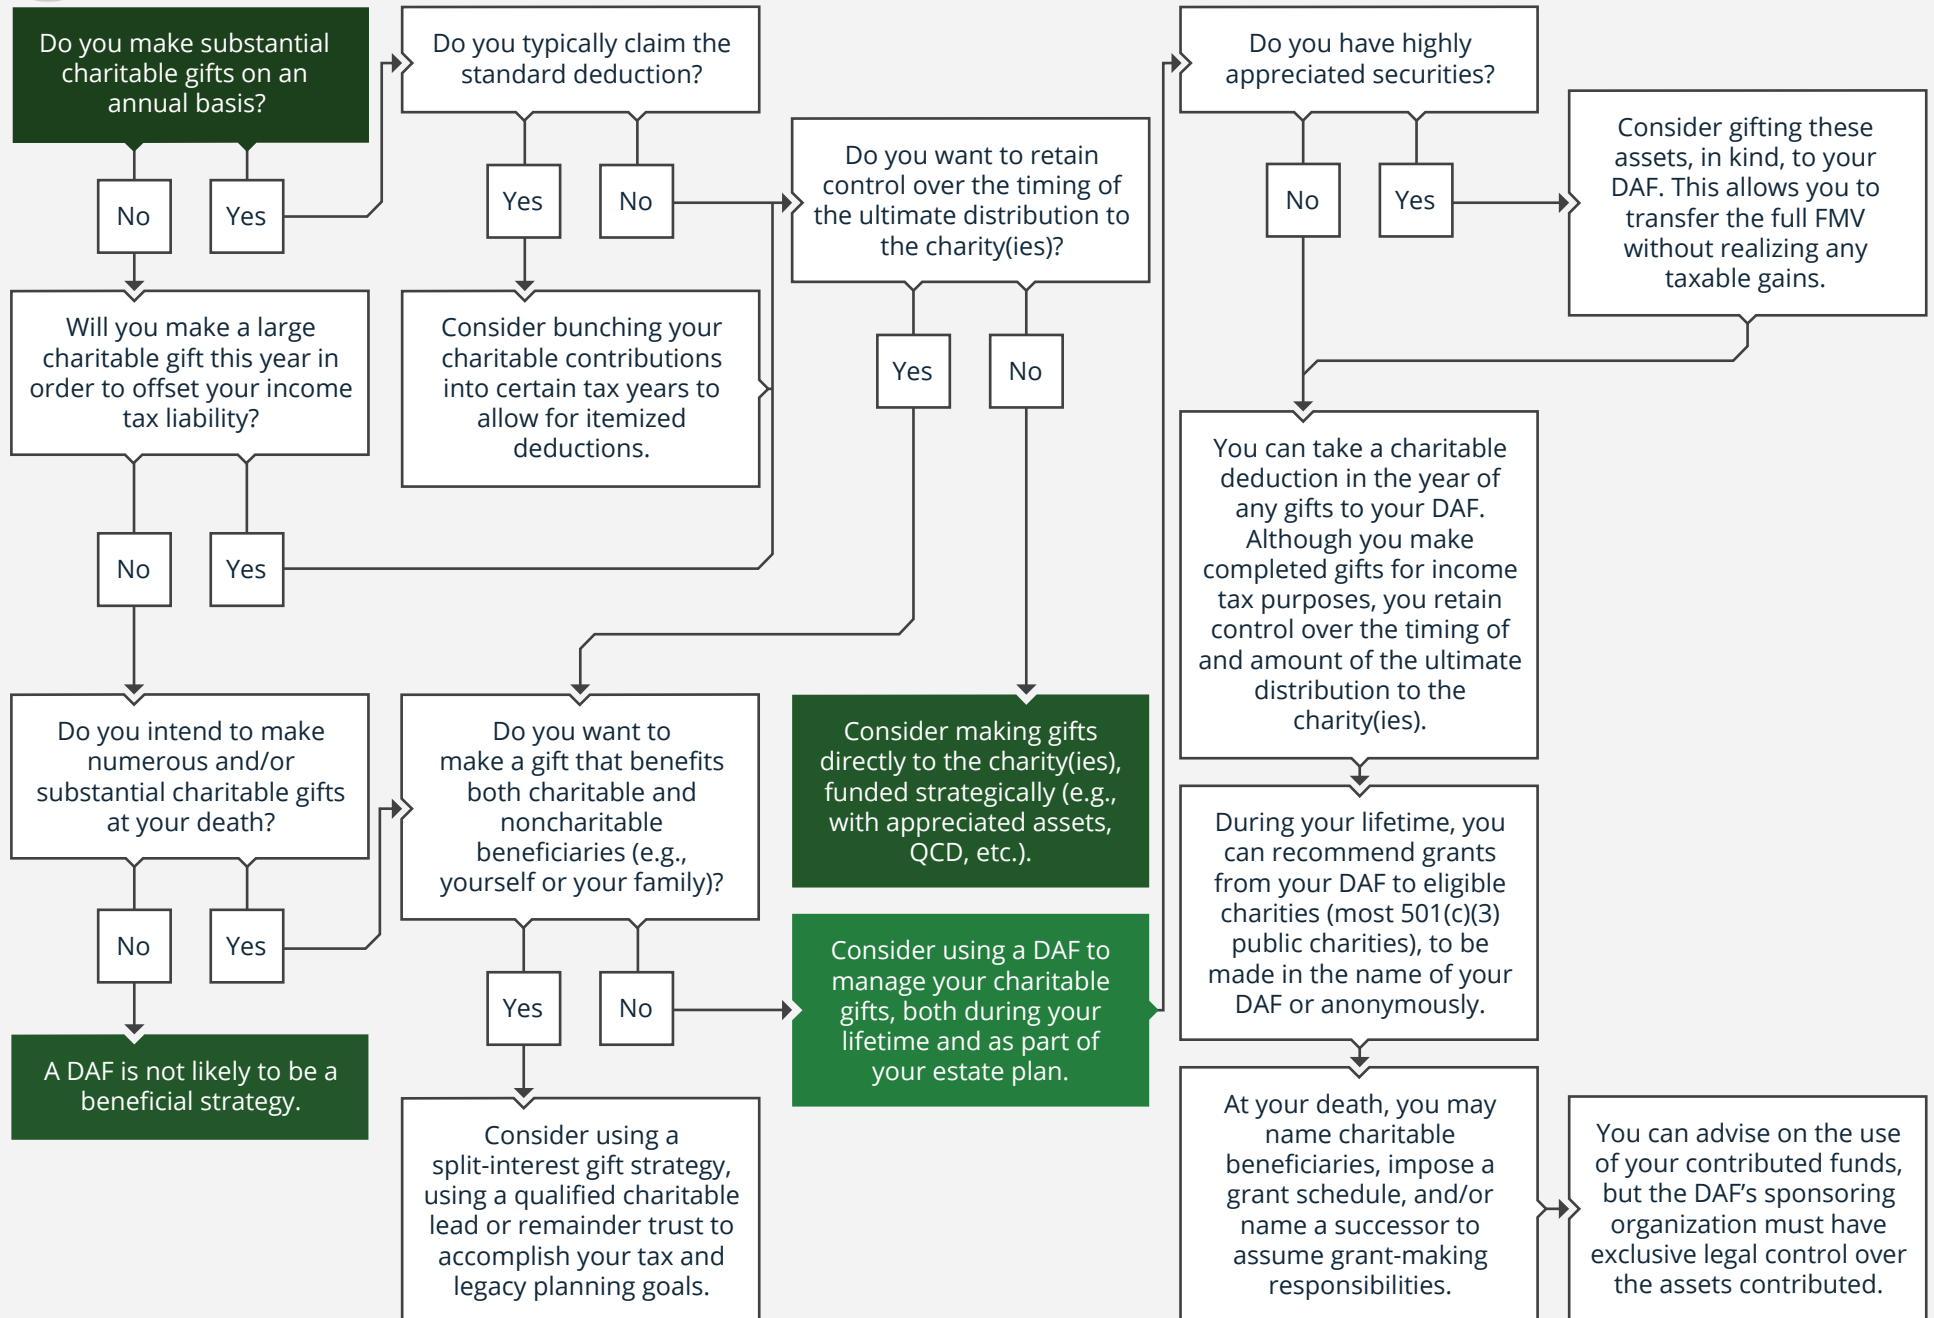 Do you make substantial
charitable gifts on an
annual basis?
No
Yes
Will you make a large
charitable gift this year in
order to offset your income
tax liability?
No
Yes
Do you intend to make
numerous and/or
substantial charitable gifts
at your death?
No
Yes
A DAF is not likely to be a
beneficial strategy.
Do you typically claim the
standard deduction?
Yes
No
Consider bunching your
charitable contributions
into certain tax years to
allow for itemized
deductions.
Do you want to
make a gift that benefits
both charitable and
noncharitable
beneficiaries (e.g.,
yourself or your family)?
Yes
No
Consider using a
split-interest gift strategy,
using a qualified charitable
lead or remainder trust to
accomplish your tax and
legacy planning goals.
Do you want to retain
control over the timing of
the ultimate distribution to
the charity(ies)?
Yes
No
Consider making gifts
directly to the charity(ies),
funded strategically (e.g.,
with appreciated assets,
QCD, etc.).
Consider using a DAF to
manage your charitable
gifts, both during your
lifetime and as part of
your estate plan.
Do you have highly
appreciated securities?
No
Yes
Consider gifting these
assets, in kind, to your
DAF. This allows you to
transfer the full FMV
without realizing any
taxable gains.
You can take a charitable
deduction in the year of
any gifts to your DAF.
Although you make
completed gifts for income
tax purposes, you retain
control over the timing of
and amount of the ultimate
distribution to the
charity(ies).
During your lifetime, you
can recommend grants
from your DAF to eligible
charities (most 501(c)(3)
public charities), to be
made in the name of your
DAF or anonymously.
At your death, you may
name charitable
beneficiaries, impose a
grant schedule, and/or
name a successor to
assume grant-making
responsibilities.
You can advise on the use
of your contributed funds,
but the DAF’s sponsoring
organization must have
exclusive legal control over
the assets contributed.